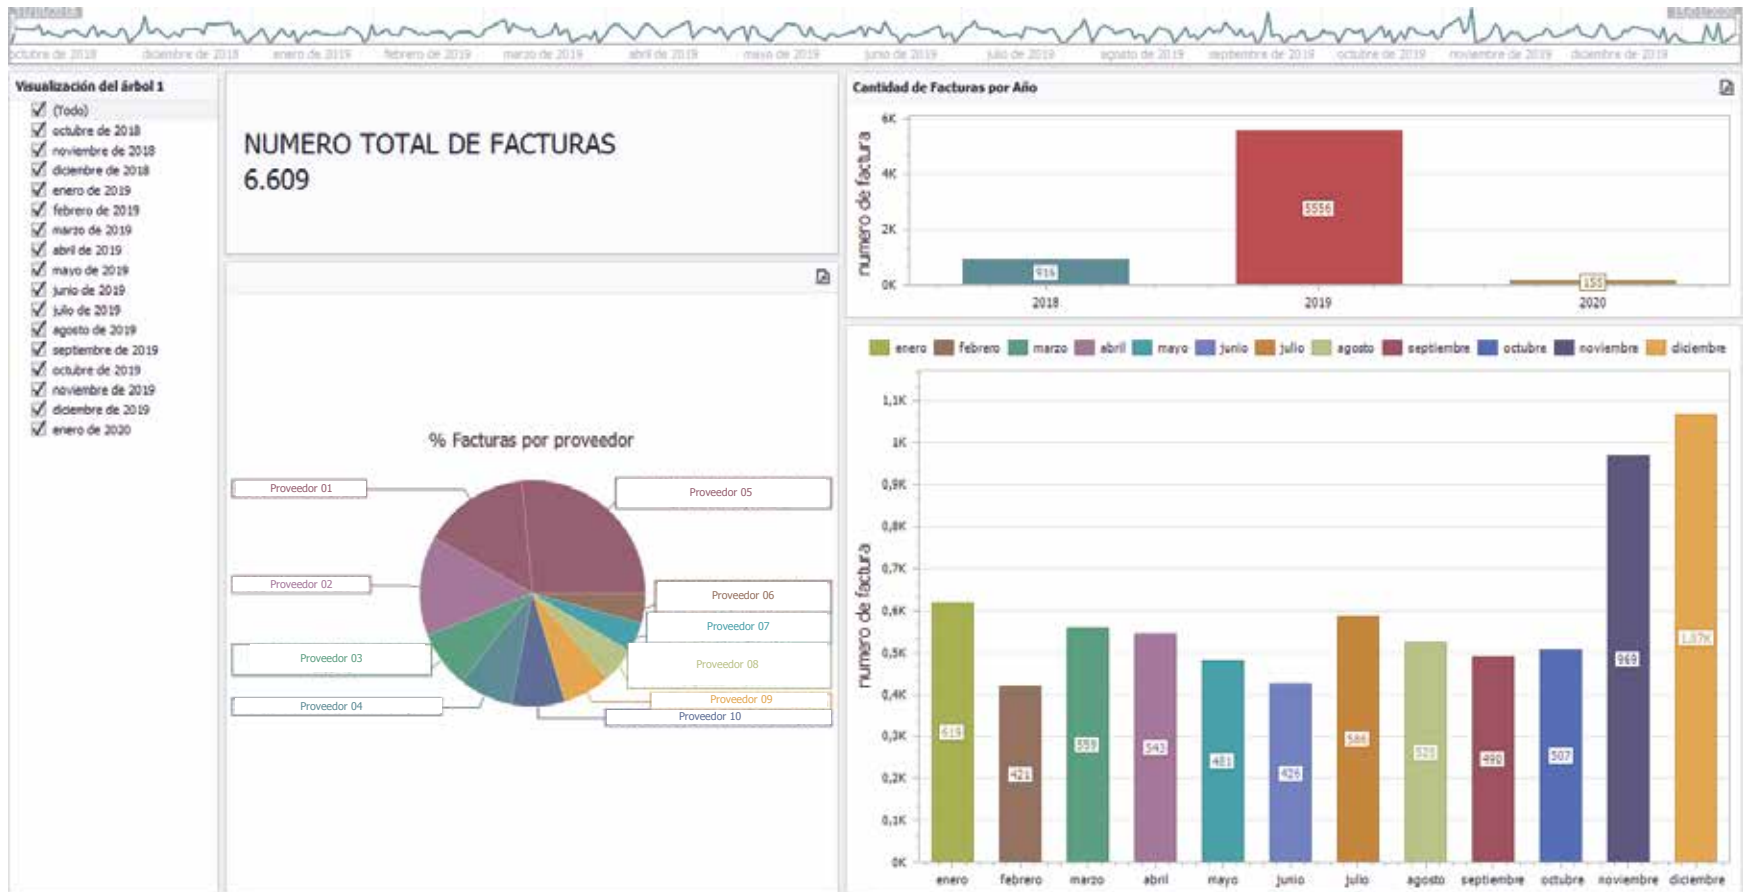 octubre de 2018 diciembre de 2018 enero de 2019 febrero de 2019 marzo de 2019 abril de 2019 mayo de 2019 junio de 2019 julio de 2019 agosto de 2019 septiembre de 2019 octubre de 2019 noviembre de 2019 diciembre de 2019
Visualización del árbol 1
(Todo)
octubre de 2018
noviembre de 2018
diciembre de 2018
enero de 2019
febrero de 2019
marzo de 2019
abril de 2019
mayo de 2019
junio de 2019
julio de 2019
agosto de 2019
septiembre de 2019
octubre de 2019
noviembre de 2019
diciembre de 2019
enero de 2020
NUMERO TOTAL DE FACTURAS
6.609
% Facturas por proveedor
Proveedor 01
Proveedor 05
Proveedor 02
Proveedor 06
Proveedor 07
Proveedor 03
Proveedor 08
Proveedor 04
Proveedor 09
Proveedor 10
Cantidad de Facturas por Año
numero de factura
6K
4K
2K
0K
916
5556
155
2018 2019 2020
enero febrero marzo abril mayo junio julio agosto septiembre octubre noviembre diciembre
numero de factura
1,1K
1K
0,9K
0,8K
0,7K
0,6K
0,5K
0,4K
0,3K
0,2K
0,1K
0K
619
421
559
543
481
426
586
490
507
969
1,07K
enero febrero marzo abril mayo junio julio agosto septiembre octubre noviembre diciembre